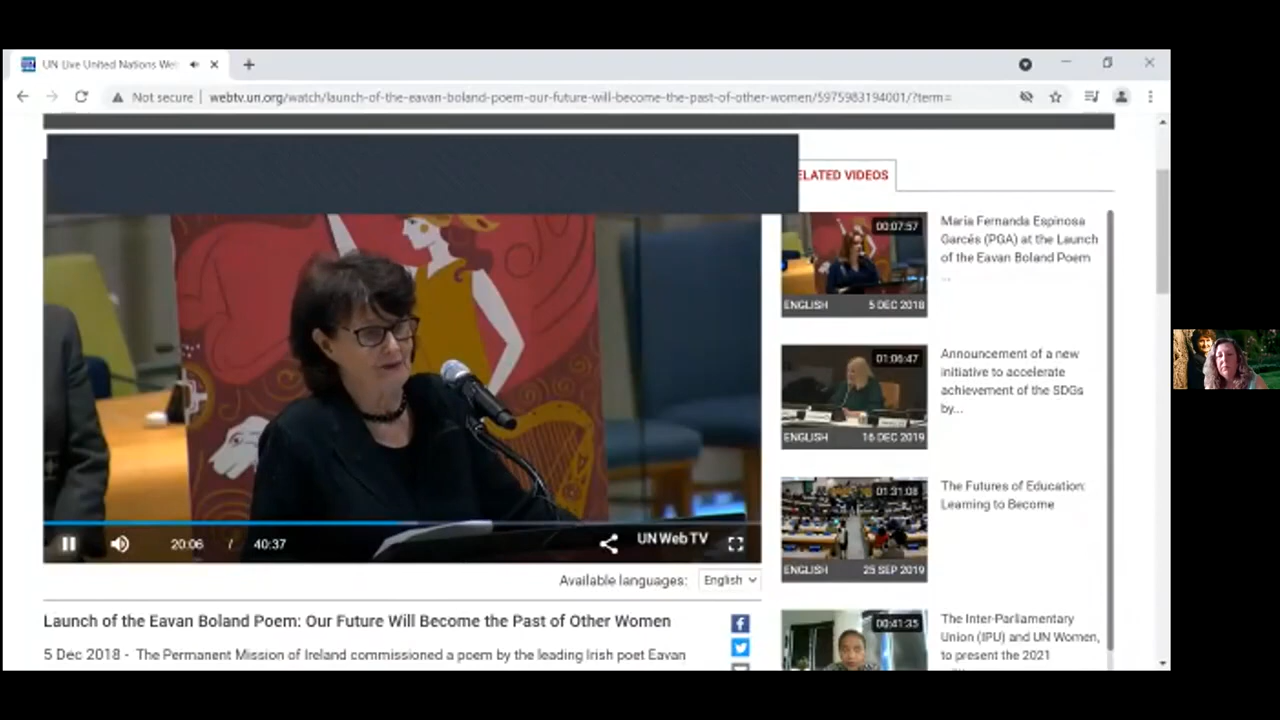 UN Live United Nations We
Not secure | webtv.un.org/watch/launch-of-the-eavan-boland-poem-our-future-will-become-the-past-of-other-women/5975983194001/?term=
ELATED VIDEOS
00:07:57
ENGLISH 5 DEC 2018
Maria Fernanda Espinosa
Garcés (PGA) at the Launch
of the Eavan Boland Poem
...
01:06:47
ENGLISH 16 DEC 2019
Announcement of a new
initiative to accelerate
achievement of the SDGs
by...
01:31:08
ENGLISH 25 SEP 2019
The Futures of Education:
Learning to Become
00:41:35
The Inter-Parliamentary
Union (IPU) and UN Women,
to present the 2021
20:06 / 40:37
UN Web TV
Available languages: English
Launch of the Eavan Boland Poem: Our Future Will Become the Past of Other Women
5 Dec 2018 - The Permanent Mission of Ireland commissioned a poem by the leading Irish poet Eavan